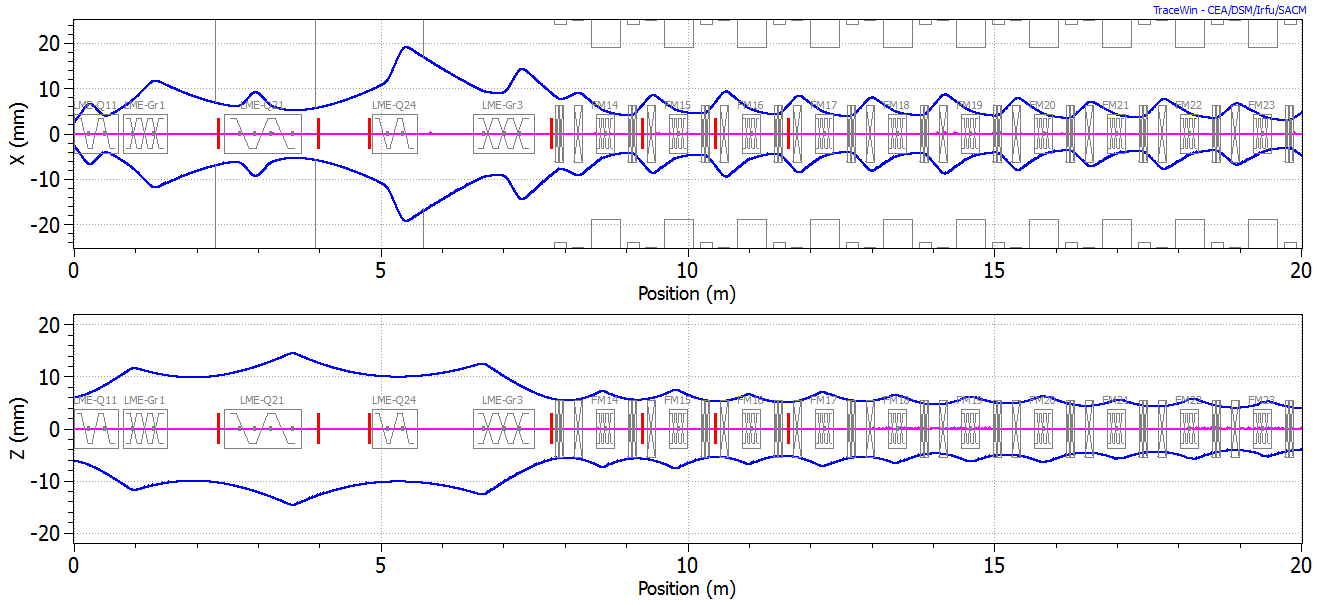 TraceWin - CEA/DSM/Irfu/SACM
X (mm)
20
10
0
-10
-20
LME-Q11 LME-Gr1 LME-Q21 LME-Q24 LME-Gr3 FM14 FM15 FM16 FM17 FM18 FM19 FM20 FM21 FM22 FM23
0 5 10 15 20
Position (m)
Z (mm)
20
10
0
-10
-20
LME-Q11 LME-Gr1 LME-Q21 LME-Q24 LME-Gr3 FM14 FM15 FM16 FM17 FM18 FM19 FM20 FM21 FM22 FM23
0 5 10 15 20
Position (m)